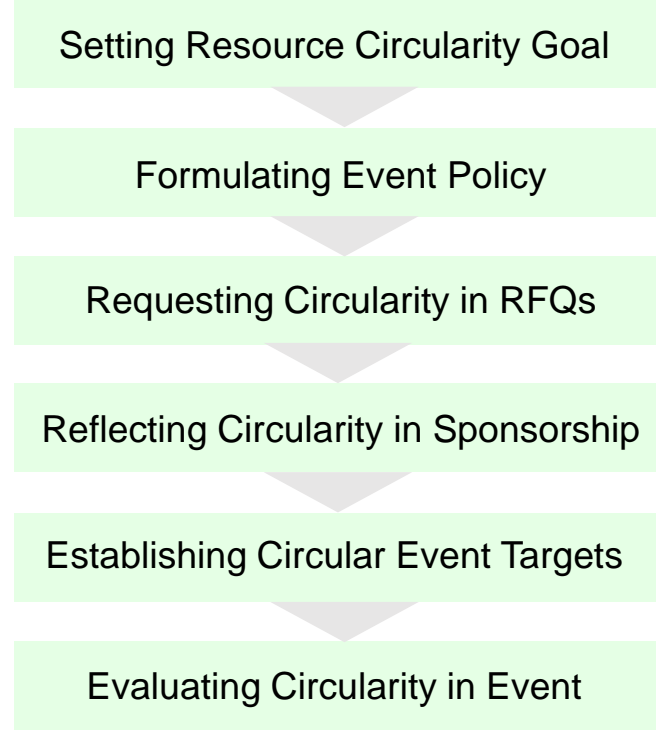 Setting Resource Circularity Goal
Formulating Event Policy
Requesting Circularity in RFQs
Reflecting Circularity in Sponsorship
Establishing Circular Event Targets
Evaluating Circularity in Event